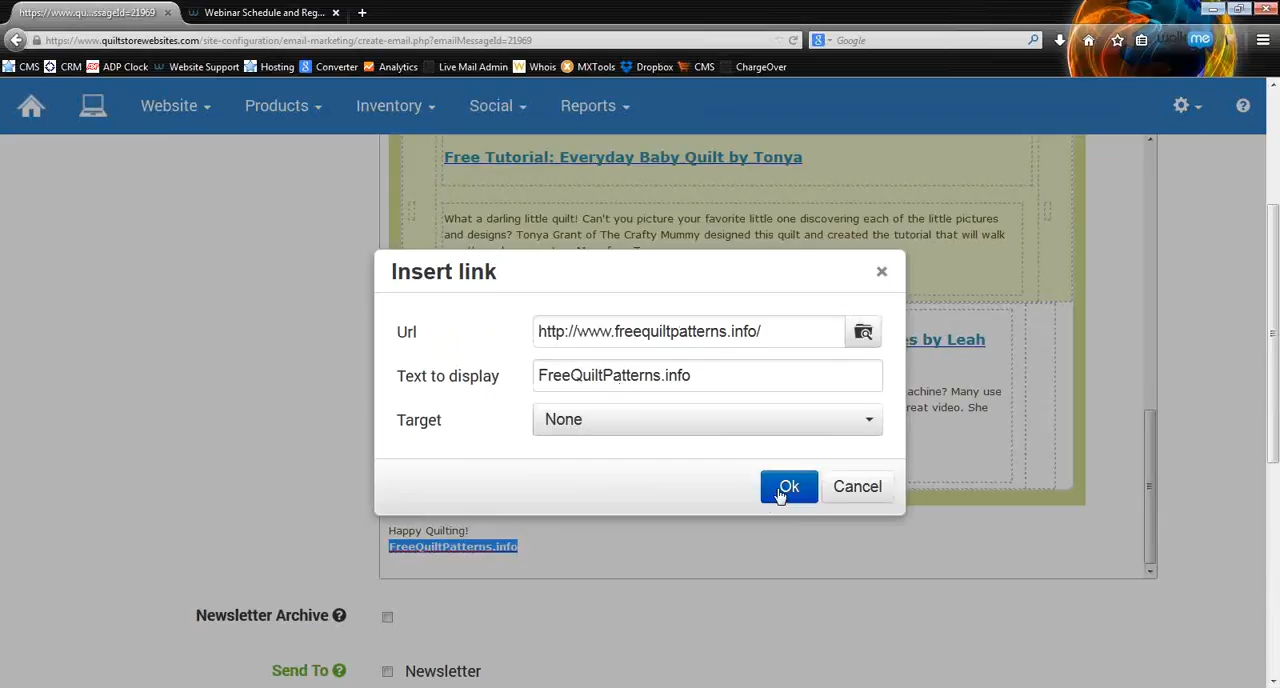 https://www.qu...ssageId=21969
Webinar Schedule and Reg...
https://www.quiltstorewebsites.com/site-configuration/email-marketing/create-email.php?emailMessageId=21969
Google
CMS CRM ADP Clock Website Support Hosting Converter Analytics Live Mail Admin Whois MXTools Dropbox CMS ChargeOver
Website Products Inventory Social Reports
Free Tutorial: Everyday Baby Quilt by Tonya
What a darling little quilt! Can't you picture your favorite little one discovering each of the little pictures
and designs? Tonya Grant of The Crafty Mummy designed this quilt and created the tutorial that will walk
Insert link
Url http://www.freequiltpatterns.info/
es by Leah
Text to display FreeQuiltPatterns.info
achine? Many use
reat video. She
Target None
Ok Cancel
Happy Quilting!
FreeQuiltPatterns.info
Newsletter Archive
Send To Newsletter